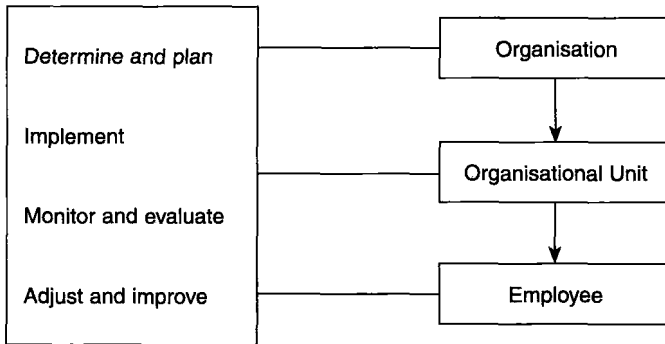 Determine and plan
Implement
Monitor and evaluate
Adjust and improve
Organisation
Organisational Unit
Employee